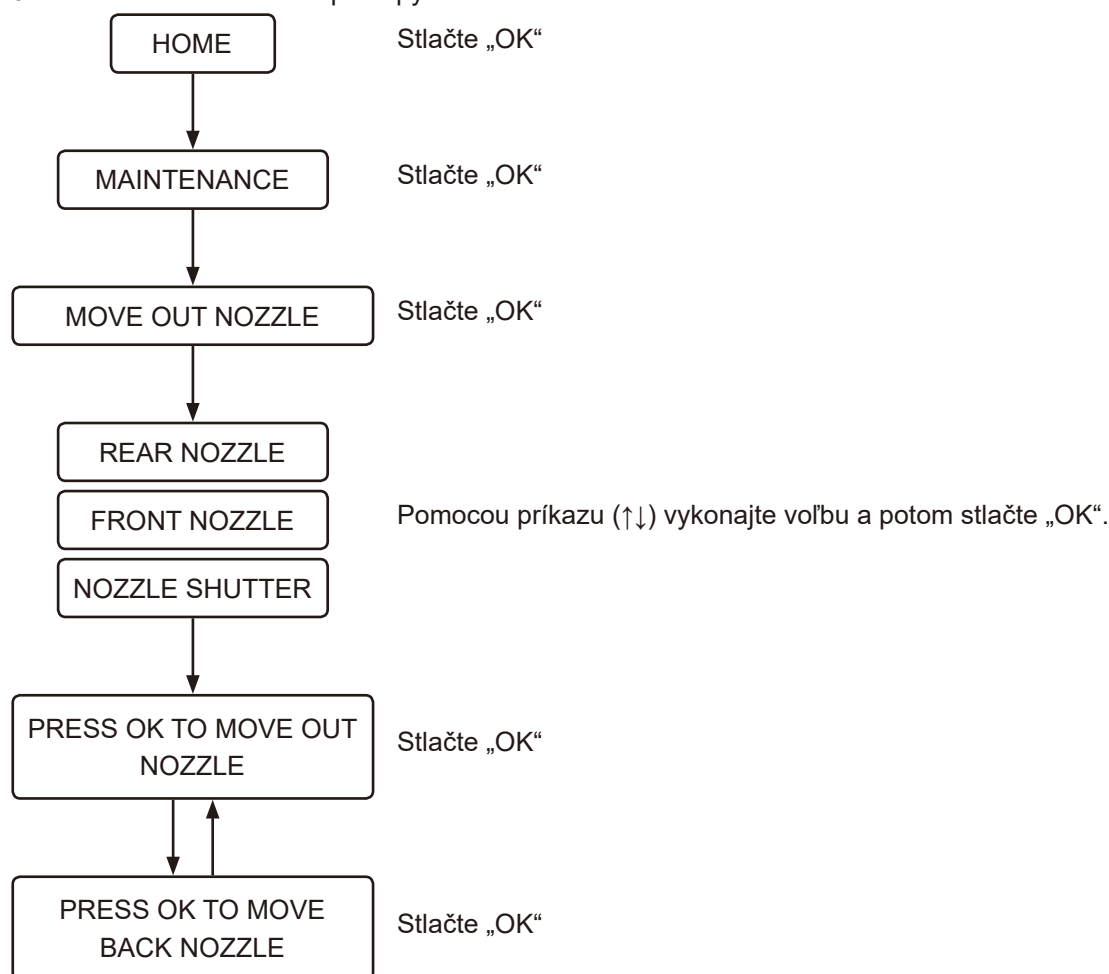 HOME
Stlačte „OK“
MAINTENANCE
Stlačte „OK“
MOVE OUT NOZZLE
Stlačte „OK“
REAR NOZZLE
FRONT NOZZLE
Pomocou príkazu (↑↓) vykonajte voľbu a potom stlačte „OK“.
NOZZLE SHUTTER
PRESS OK TO MOVE OUT
NOZZLE
Stlačte „OK“
PRESS OK TO MOVE
BACK NOZZLE
Stlačte „OK“